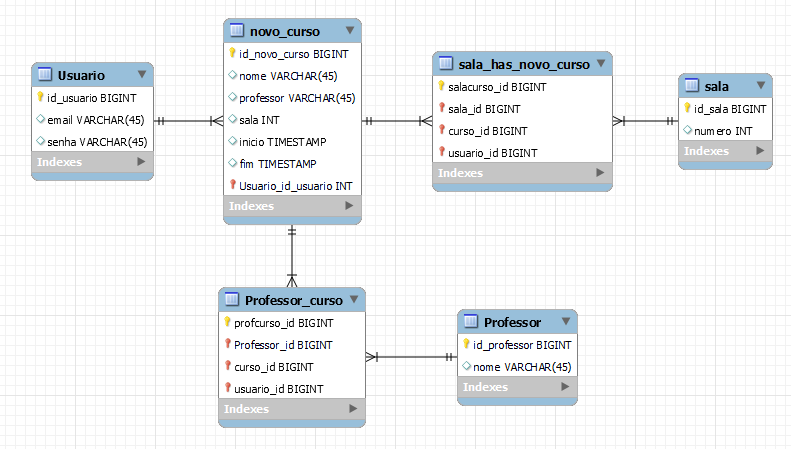 Usuario
id_usuario BIGINT
email VARCHAR(45)
senha VARCHAR(45)
Indexes
novo_curso
id_novo_curso BIGINT
nome VARCHAR(45)
professor VARCHAR(45)
sala INT
inicio TIMESTAMP
fim TIMESTAMP
Usuario_id_usuario INT
Indexes
sala_has_novo_curso
salacurso_id BIGINT
sala_id BIGINT
curso_id BIGINT
usuario_id BIGINT
Indexes
sala
id_sala BIGINT
numero INT
Indexes
Professor_curso
profcurso_id BIGINT
Professor_id BIGINT
curso_id BIGINT
usuario_id BIGINT
Indexes
Professor
id_professor BIGINT
nome VARCHAR(45)
Indexes